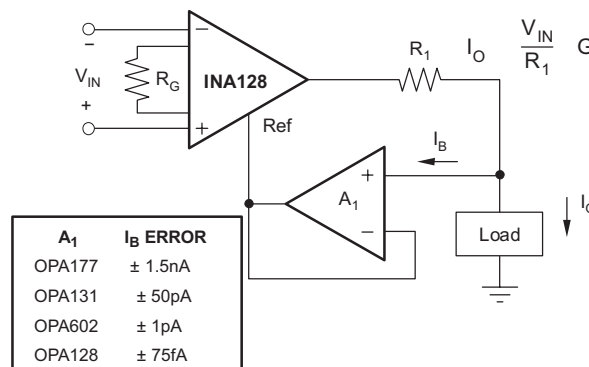 −
V_IN
+
R_G
−
INA128
+
Ref
R_1
I_O
V_IN
R_1
G
I_B
+
A_1
−
Load
I_O
A_1 I_B ERROR
OPA177 ± 1.5nA
OPA131 ± 50pA
OPA602 ± 1pA
OPA128 ± 75fA